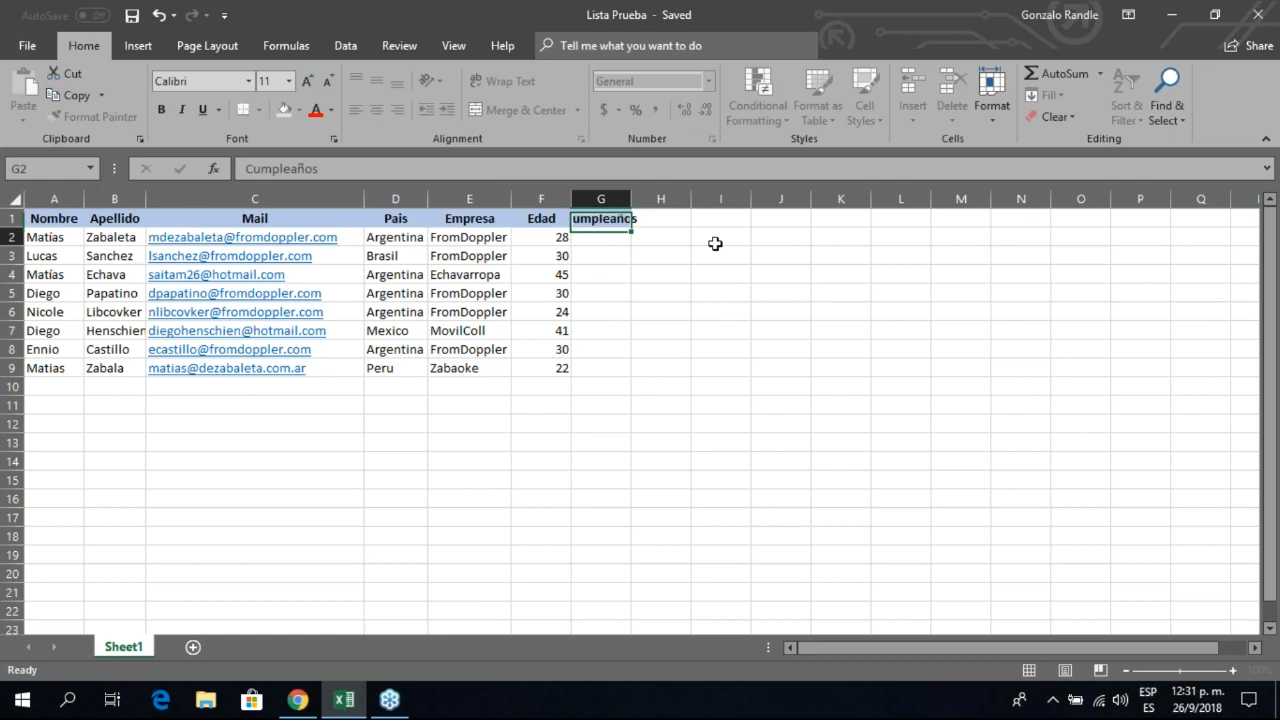 AutoSave Off
Lista Prueba - Saved
Gonzalo Randle
File Home Insert Page Layout Formulas Data Review View Help Tell me what you want to do Share
Paste Cut Copy Format Painter Clipboard
Calibri 11 B I U A Font
Wrap Text Merge & Center Alignment
General $ % Number
Conditional Formatting Format as Table Cell Styles Styles
Insert Delete Format Cells
AutoSum Fill Clear Sort & Filter Find & Select Editing
G2 fx Cumpleaños
A B C D E F G H I J K L M N O P Q
1 Nombre Apellido Mail Pais Empresa Edad umpleaños
2 Matías Zabaleta mdezabaleta@fromdoppler.com Argentina FromDoppler 28
3 Lucas Sanchez lsanchez@fromdoppler.com Brasil FromDoppler 30
4 Matías Echava saitam26@hotmail.com Argentina Echavarropa 45
5 Diego Papatino dpapatino@fromdoppler.com Argentina FromDoppler 30
6 Nicole Libcovker nlibcovker@fromdoppler.com Argentina FromDoppler 24
7 Diego Henschien diegohenschien@hotmail.com Mexico MovilColl 41
8 Ennio Castillo ecastillo@fromdoppler.com Argentina FromDoppler 30
9 Matias Zabala matias@dezabaleta.com.ar Peru Zabaoke 22
10
11
12
13
14
15
16
17
18
19
20
21
22
23
Sheet1
Ready 100%
ESP 12:31 p. m.
ES 26/9/2018